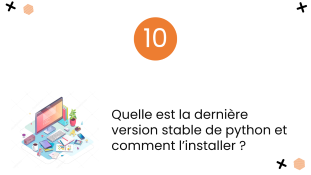 10
Quelle est la dernière
version stable de python et
comment l'installer ?